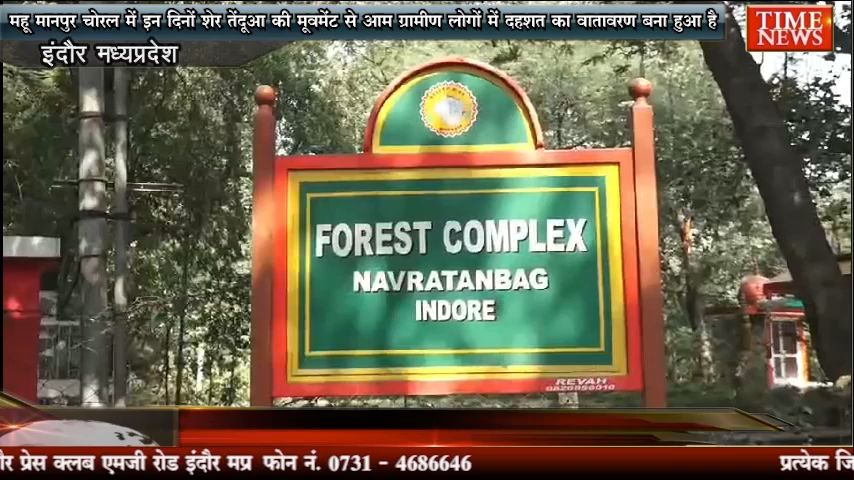 महू मानपुर चोरल में इन दिनों शेर तेंदूआ की मूवमेंट से आम ग्रामीण लोगों में दहशत का वातावरण बना हुआ है
TIME
NEWS
इंदौर मध्यप्रदेश
FOREST COMPLEX
NAVRATANBAG
INDORE
REVAM
प्रेस क्लब एमजी रोड इंदौर मप्र फोन नं. 0731 - 4686646
प्रत्येक